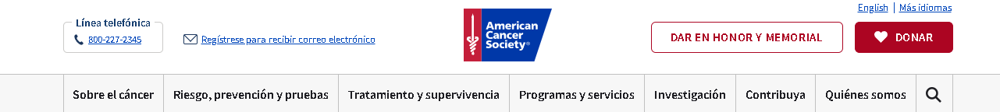 English | Más idiomas
Línea telefónica
800-227-2345
Regístrese para recibir correo electrónico
American
Cancer
Society®
DAR EN HONOR Y MEMORIAL
DONAR
Sobre el cáncer
Riesgo, prevención y pruebas
Tratamiento y supervivencia
Programas y servicios
Investigación
Contribuya
Quiénes somos